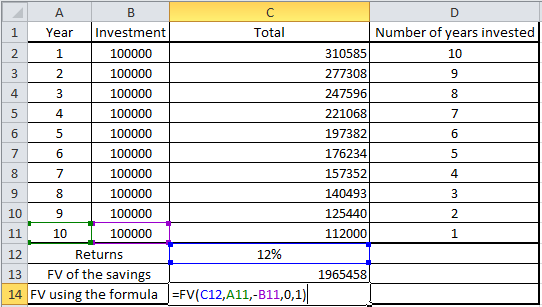 A B C D
1 Year Investment Total Number of years invested
2 1 100000 310585 10
3 2 100000 277308 9
4 3 100000 247596 8
5 4 100000 221068 7
6 5 100000 197382 6
7 6 100000 176234 5
8 7 100000 157352 4
9 8 100000 140493 3
10 9 100000 125440 2
11 10 100000 112000 1
12 Returns 12%
13 FV of the savings 1965458
14 FV using the formula =FV(C12,A11,-B11,0,1)